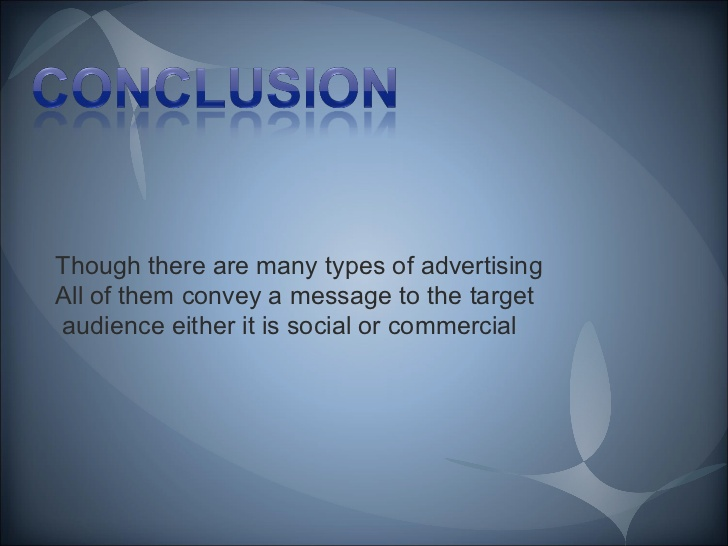 CONCLUSION
Though there are many types of advertising
All of them convey a message to the target
audience either it is social or commercial